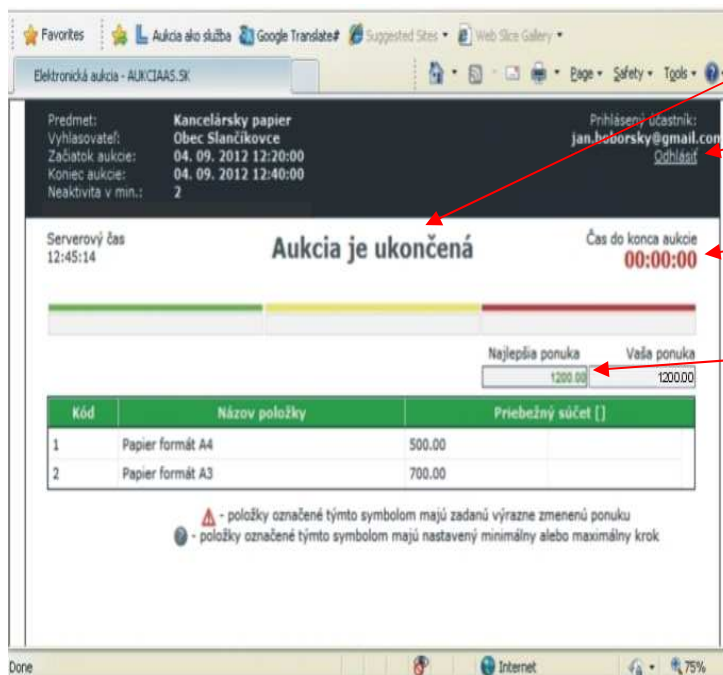 Favorites Aukcia ako služba Google Translate# Suggested Sites Web Slice Gallery
Elektronická aukcia - AUKCIAAS.SK Page Safety Tools
Predmet: Kancelársky papier
Vyhlasovateľ: Obec Slančíkovce
Začiatok aukcie: 04. 09. 2012 12:20:00
Koniec aukcie: 04. 09. 2012 12:40:00
Neaktivita v min.: 2
Prihlásený účastník:
jan.boborsky@gmail.com
Odhlásiť
Serverový čas
12:45:14
Aukcia je ukončená
Čas do konca aukcie
00:00:00
Najlepšia ponuka Vaša ponuka
1200.00 1200.00
Kód Názov položky Priebežný súčet []
1 Papier formát A4 500.00
2 Papier formát A3 700.00
- položky označené týmto symbolom majú zadanú výrazne zmenenú ponuku
- položky označené týmto symbolom majú nastavený minimálny alebo maximálny krok
Done Internet 75%